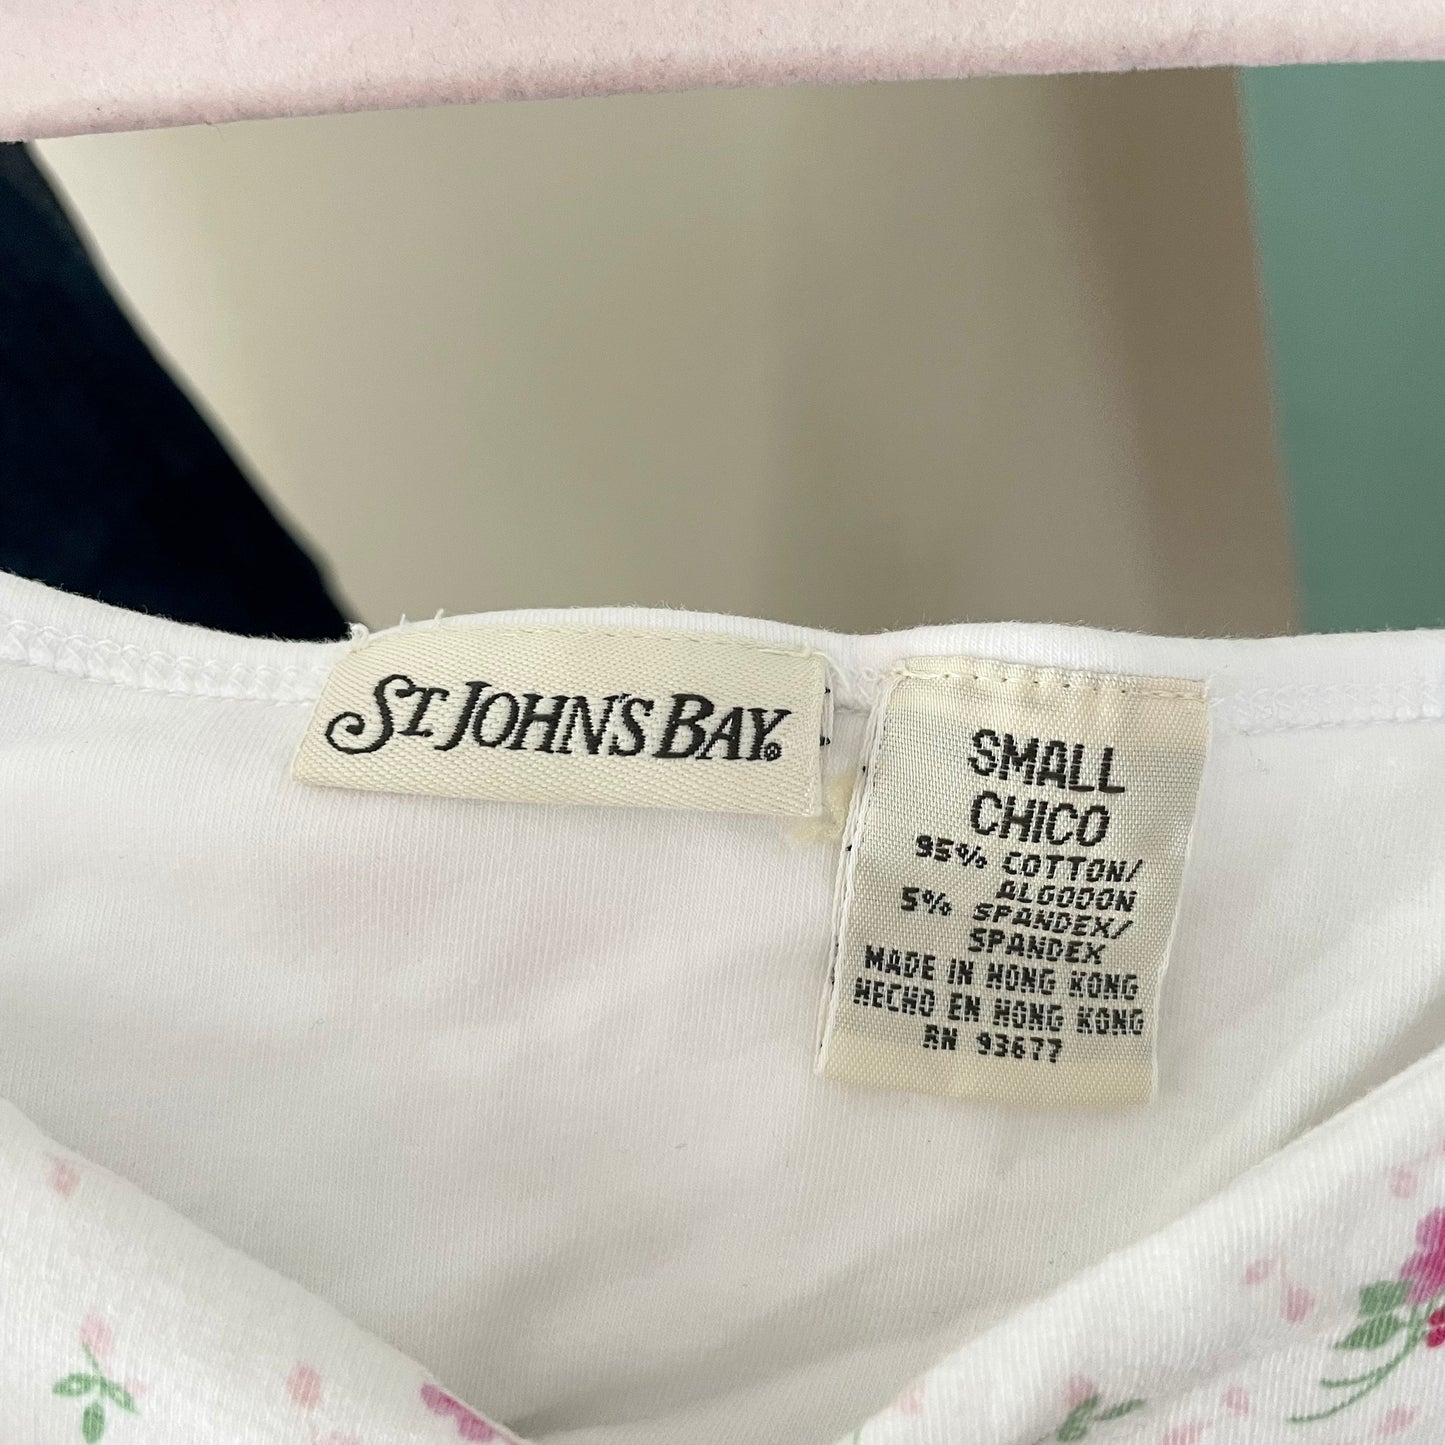 ST. JOHN'S BAY®
SMALL
CHICO
95% COTTON/
ALGODON
5% SPANDEX/
SPANDEX
MADE IN HONG KONG
HECHO EN HONG KONG
RN 93677